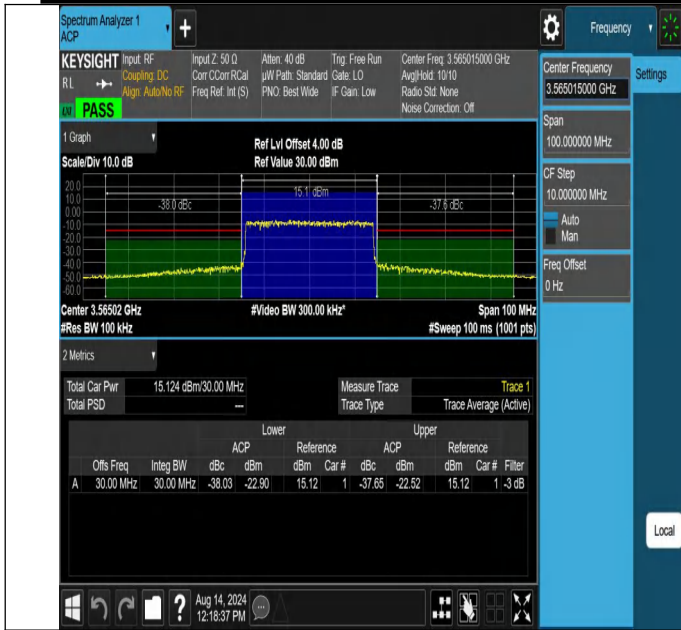 Spectrum Analyzer 1
ACP
+
Frequency
KEYSIGHT
RL
PASS
Input: RF
Coupling: DC
Align: Auto/No RF
Input Z: 50 Ω
Corr CCorr RCal
Freq Ref: Int (S)
Atten: 40 dB
µW Path: Standard
PNO: Best Wide
Trig: Free Run
Gate: LO
IF Gain: Low
Center Freq: 3.565015000 GHz
Avg|Hold: 10/10
Radio Std: None
Noise Correction: Off
Center Frequency
3.565015000 GHz
Settings
Span
100.000000 MHz
CF Step
10.000000 MHz
Auto
Man
Freq Offset
0 Hz
1 Graph
Scale/Div 10.0 dB
Ref Lvl Offset 4.00 dB
Ref Value 30.00 dBm
20.0
10.0
0.00
-10.0
-20.0
-30.0
-40.0
-50.0
-60.0
-38.0 dBc
15.1 dBm
-37.6 dBc
Center 3.56502 GHz
#Video BW 300.00 kHz*
Span 100 MHz
#Res BW 100 kHz
#Sweep 100 ms (1001 pts)
2 Metrics
Total Car Pwr 15.124 dBm/30.00 MHz
Total PSD ---
Measure Trace Trace 1
Trace Type Trace Average (Active)
Lower Upper
ACP Reference ACP Reference
Offs Freq Integ BW dBc dBm dBm Car # dBc dBm dBm Car # Filter
A 30.00 MHz 30.00 MHz -38.03 -22.90 15.12 1 -37.65 -22.52 15.12 1 -3 dB
Local
?
Aug 14, 2024
12:18:37 PM